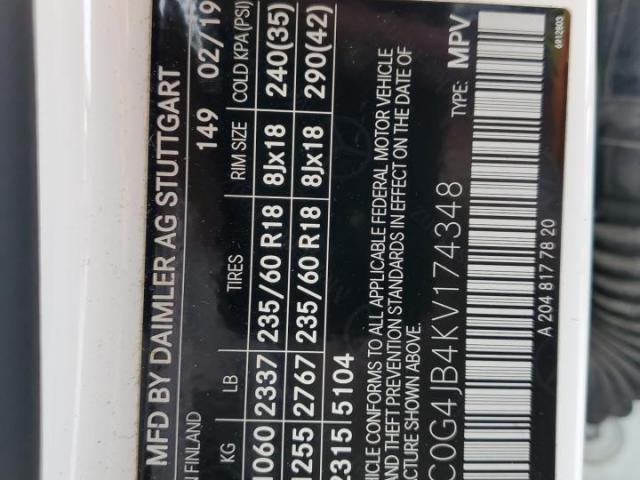 MFD BY DAIMLER AG STUTTGART
N FINLAND 149 02/19
KG LB TIRES RIM SIZE COLD KPA (PSI)
1060 2337 235/60 R18 8Jx18 240(35)
1255 2767 235/60 R18 8Jx18 290(42)
2315 5104
HICLE CONFORMS TO ALL APPLICABLE FEDERAL MOTOR VEHICLE
AND THEFT PREVENTION STANDARDS IN EFFECT ON THE DATE OF
ACTURE SHOWN ABOVE.
C0G4JB4KV174348 TYPE: MPV
A 204 817 78 20
6912803